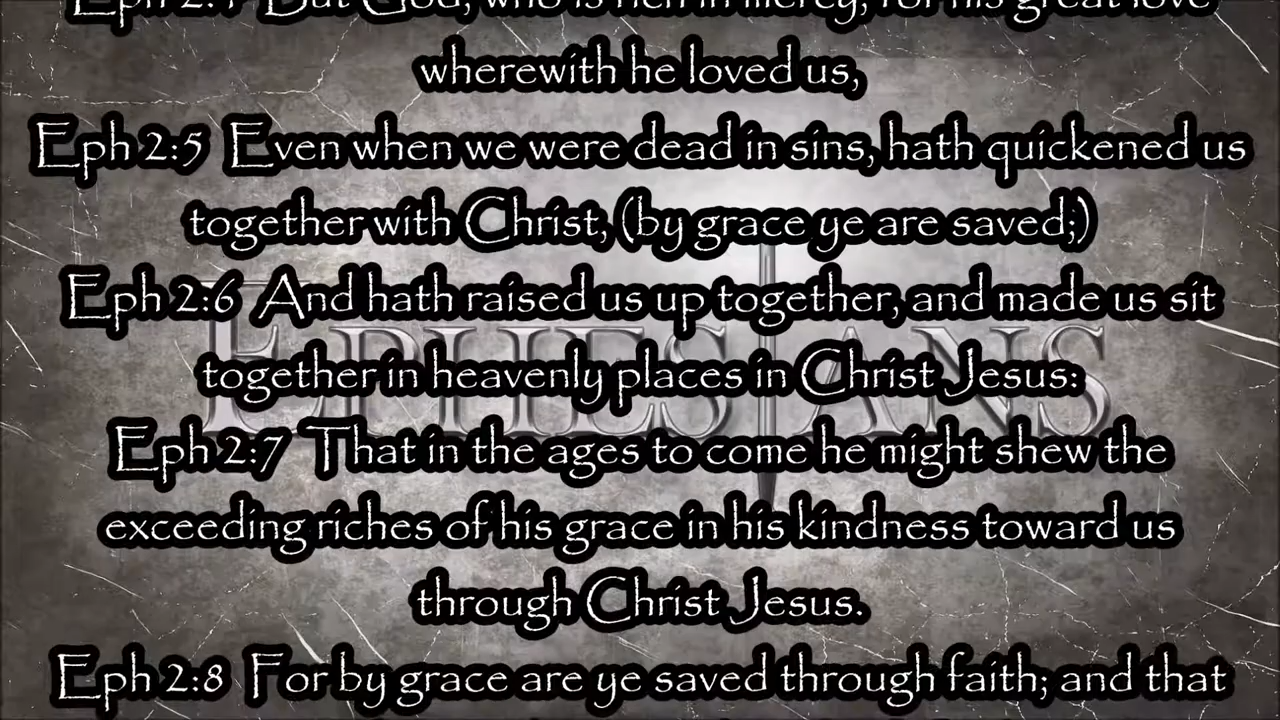 Eph 2:4 But God, who is rich in mercy, for his great love
wherewith he loved us,
Eph 2:5 Even when we were dead in sins, hath quickened us
together with Christ, (by grace ye are saved;)
Eph 2:6 And hath raised us up together, and made us sit
together in heavenly places in Christ Jesus:
Eph 2:7 That in the ages to come he might shew the
exceeding riches of his grace in his kindness toward us
through Christ Jesus.
Eph 2:8 For by grace are ye saved through faith; and that
EPHESIANS